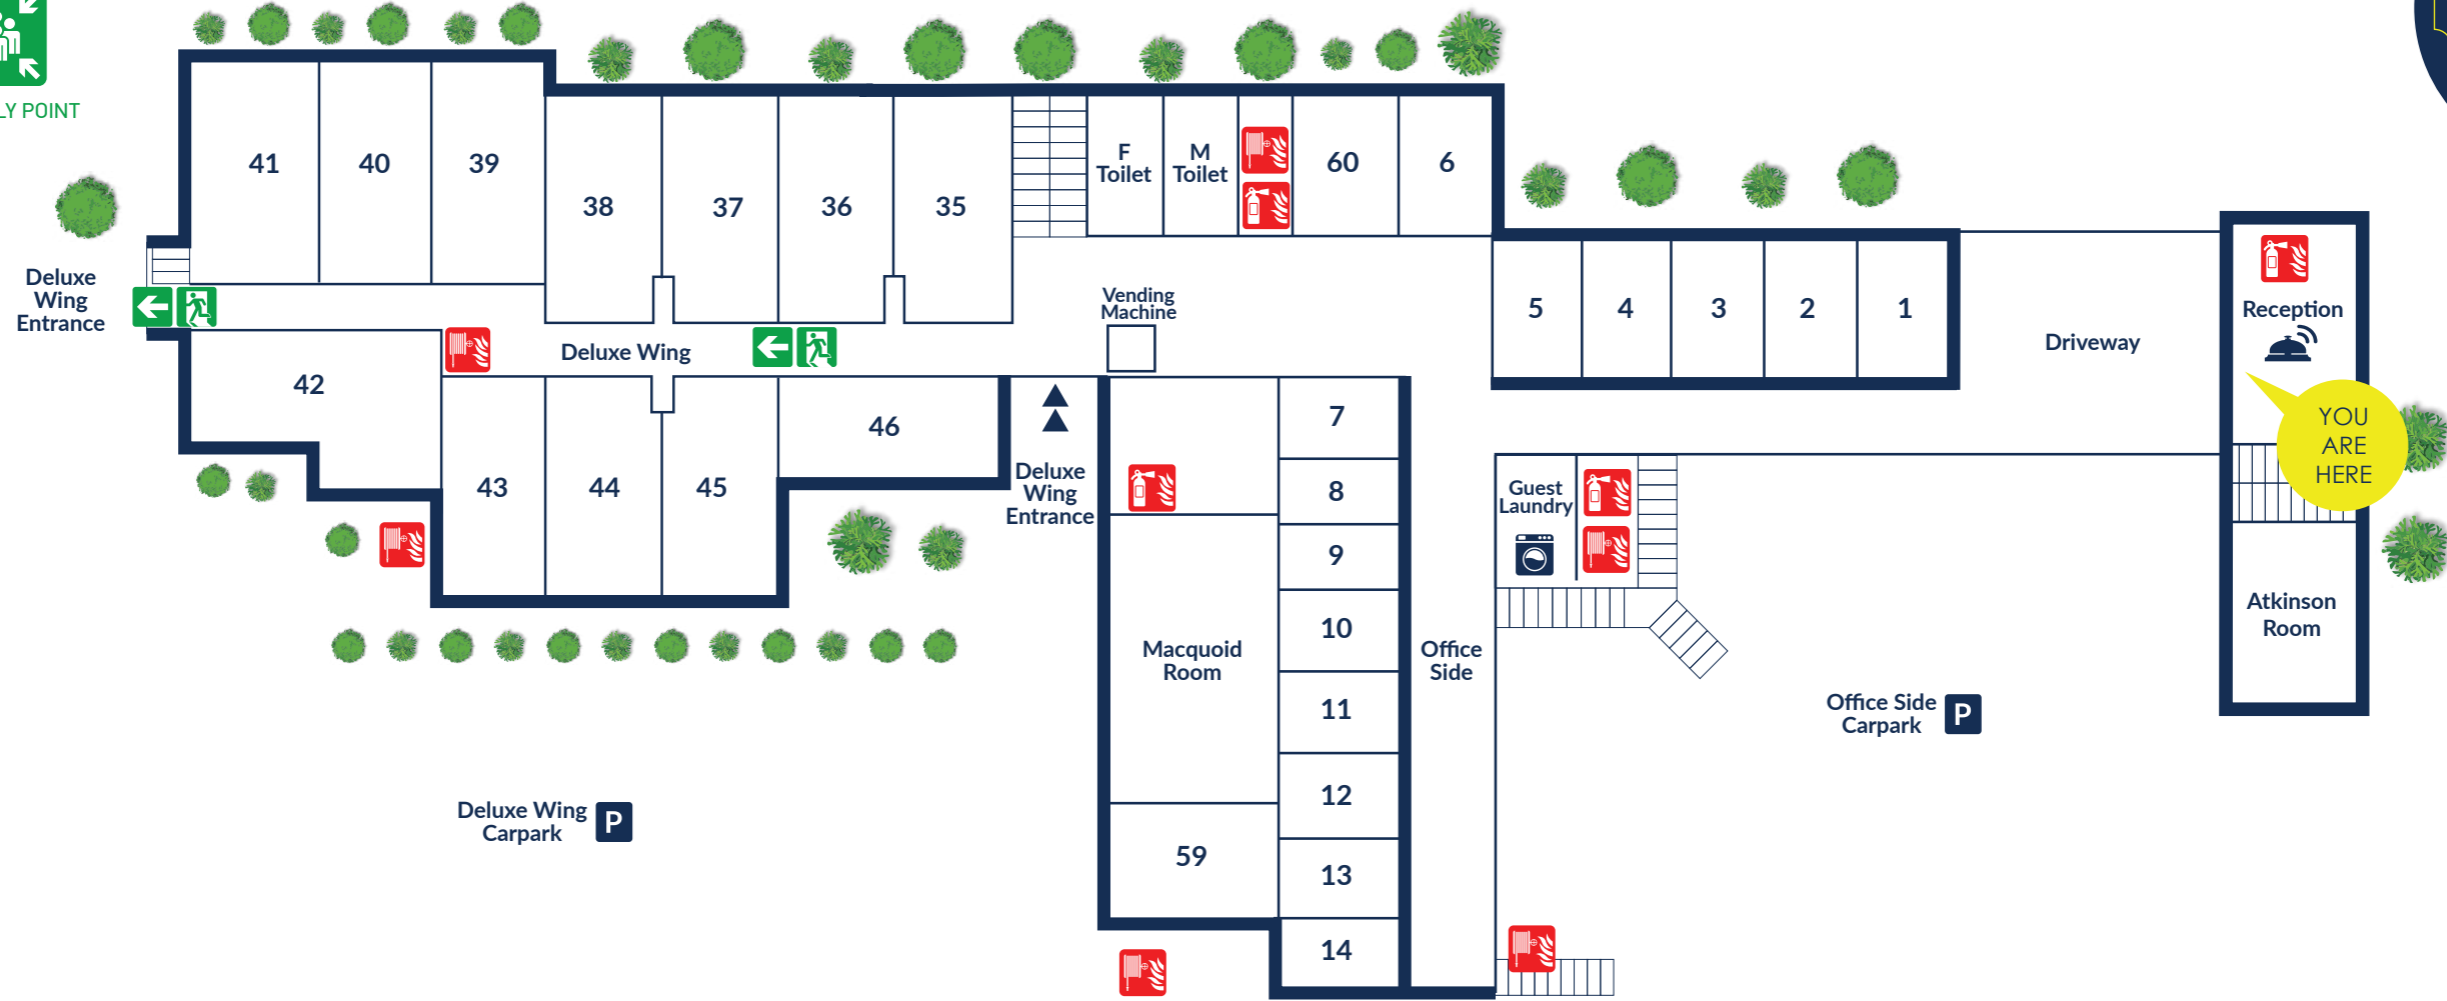 LY POINT
41
40
39
38
37
36
35
F
Toilet
M
Toilet
60
6
Deluxe
Wing
Entrance
42
Deluxe Wing
Vending
Machine
5
4
3
2
1
Driveway
Reception
YOU
ARE
HERE
43
44
45
46
Deluxe
Wing
Entrance
7
8
9
10
11
12
13
14
Guest
Laundry
Macquoid
Room
Office
Side
Atkinson
Room
Office Side
Carpark
P
Deluxe Wing
Carpark
P
59